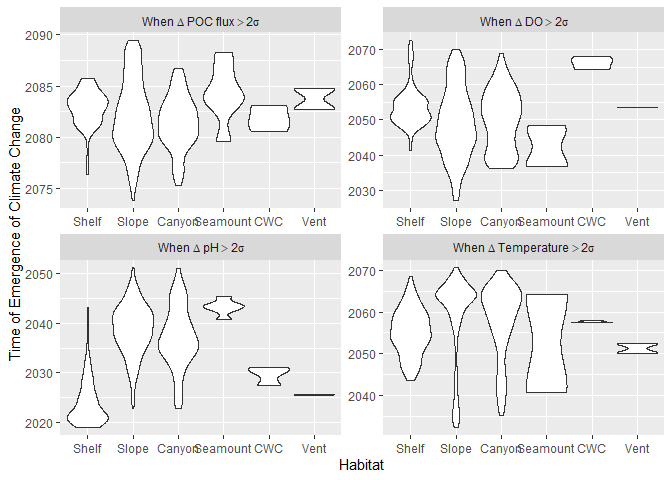 Time of Emergence of Climate Change
When Δ POC flux > 2σ
2090
2085
2080
2075
Shelf Slope Canyon Seamount CWC Vent
When Δ DO > 2σ
2070
2060
2050
2040
2030
Shelf Slope Canyon Seamount CWC Vent
When Δ pH > 2σ
2050
2040
2030
2020
Shelf Slope Canyon Seamount CWC Vent
When Δ Temperature > 2σ
2070
2060
2050
2040
Shelf Slope Canyon Seamount CWC Vent
Habitat